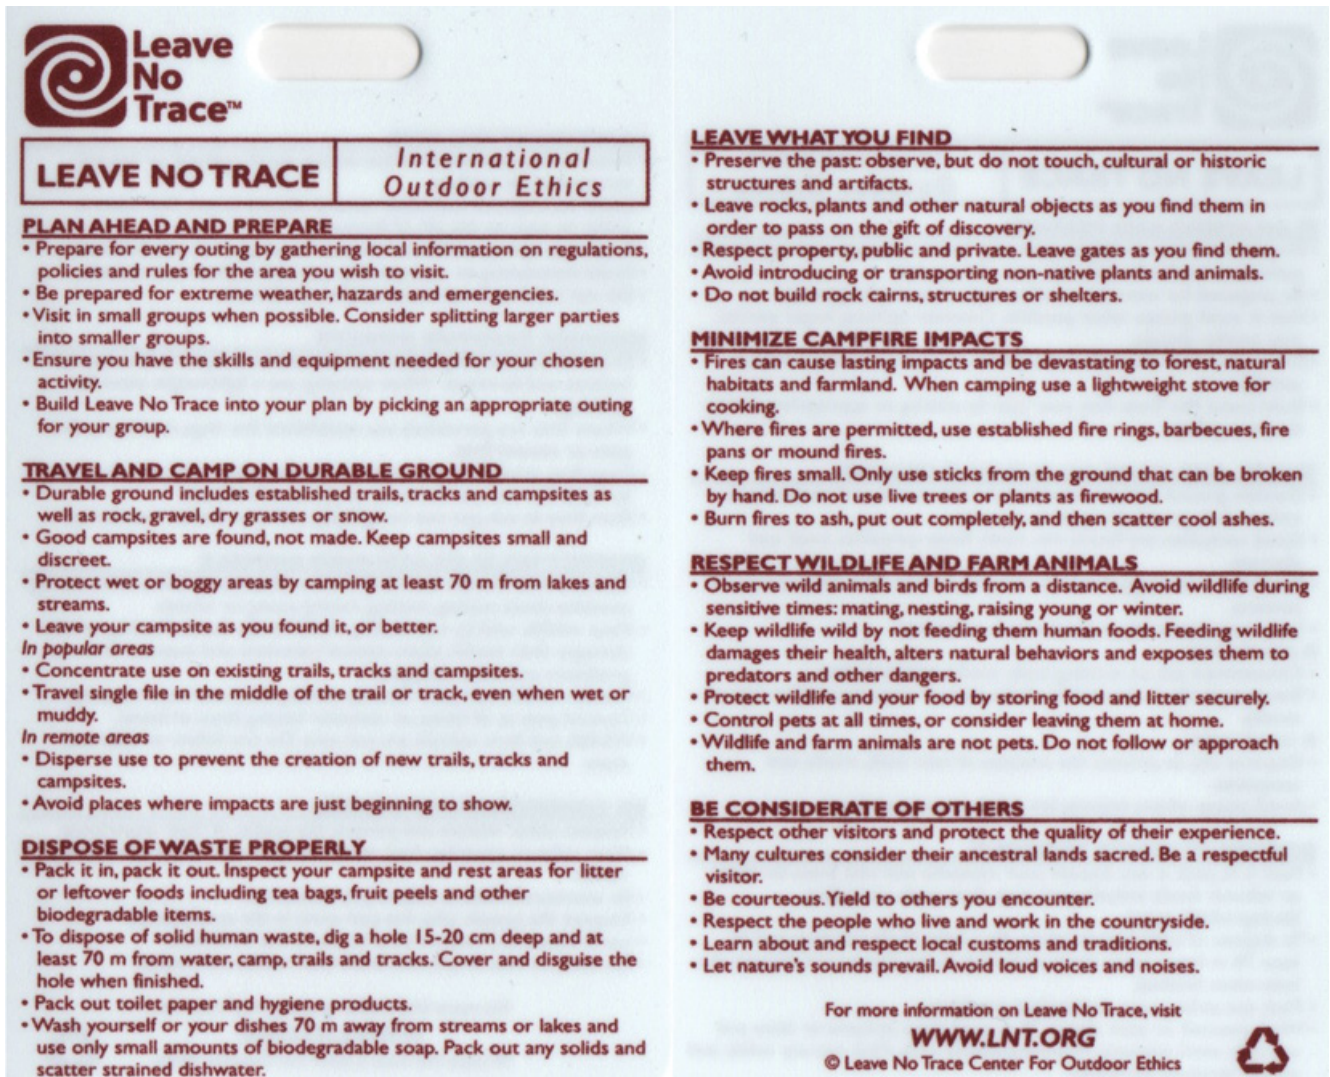 Leave
No
Trace™
LEAVE NO TRACE
International
Outdoor Ethics
PLAN AHEAD AND PREPARE
• Prepare for every outing by gathering local information on regulations,
policies and rules for the area you wish to visit.
• Be prepared for extreme weather, hazards and emergencies.
• Visit in small groups when possible. Consider splitting larger parties
into smaller groups.
• Ensure you have the skills and equipment needed for your chosen
activity.
• Build Leave No Trace into your plan by picking an appropriate outing
for your group.
TRAVEL AND CAMP ON DURABLE GROUND
• Durable ground includes established trails, tracks and campsites as
well as rock, gravel, dry grasses or snow.
• Good campsites are found, not made. Keep campsites small and
discreet.
• Protect wet or boggy areas by camping at least 70 m from lakes and
streams.
• Leave your campsite as you found it, or better.
In popular areas
• Concentrate use on existing trails, tracks and campsites.
• Travel single file in the middle of the trail or track, even when wet or
muddy.
In remote areas
• Disperse use to prevent the creation of new trails, tracks and
campsites.
• Avoid places where impacts are just beginning to show.
DISPOSE OF WASTE PROPERLY
• Pack it in, pack it out. Inspect your campsite and rest areas for litter
or leftover foods including tea bags, fruit peels and other
biodegradable items.
• To dispose of solid human waste, dig a hole 15-20 cm deep and at
least 70 m from water, camp, trails and tracks. Cover and disguise the
hole when finished.
• Pack out toilet paper and hygiene products.
• Wash yourself or your dishes 70 m away from streams or lakes and
use only small amounts of biodegradable soap. Pack out any solids and
scatter strained dishwater.
LEAVE WHAT YOU FIND
• Preserve the past: observe, but do not touch, cultural or historic
structures and artifacts.
• Leave rocks, plants and other natural objects as you find them in
order to pass on the gift of discovery.
• Respect property, public and private. Leave gates as you find them.
• Avoid introducing or transporting non-native plants and animals.
• Do not build rock cairns, structures or shelters.
MINIMIZE CAMPFIRE IMPACTS
• Fires can cause lasting impacts and be devastating to forest, natural
habitats and farmland. When camping use a lightweight stove for
cooking.
• Where fires are permitted, use established fire rings, barbecues, fire
pans or mound fires.
• Keep fires small. Only use sticks from the ground that can be broken
by hand. Do not use live trees or plants as firewood.
• Burn fires to ash, put out completely, and then scatter cool ashes.
RESPECT WILDLIFE AND FARM ANIMALS
• Observe wild animals and birds from a distance. Avoid wildlife during
sensitive times: mating, nesting, raising young or winter.
• Keep wildlife wild by not feeding them human foods. Feeding wildlife
damages their health, alters natural behaviors and exposes them to
predators and other dangers.
• Protect wildlife and your food by storing food and litter securely.
• Control pets at all times, or consider leaving them at home.
• Wildlife and farm animals are not pets. Do not follow or approach
them.
BE CONSIDERATE OF OTHERS
• Respect other visitors and protect the quality of their experience.
• Many cultures consider their ancestral lands sacred. Be a respectful
visitor.
• Be courteous. Yield to others you encounter.
• Respect the people who live and work in the countryside.
• Learn about and respect local customs and traditions.
• Let nature's sounds prevail. Avoid loud voices and noises.
For more information on Leave No Trace, visit
WWW.LNT.ORG
© Leave No Trace Center For Outdoor Ethics